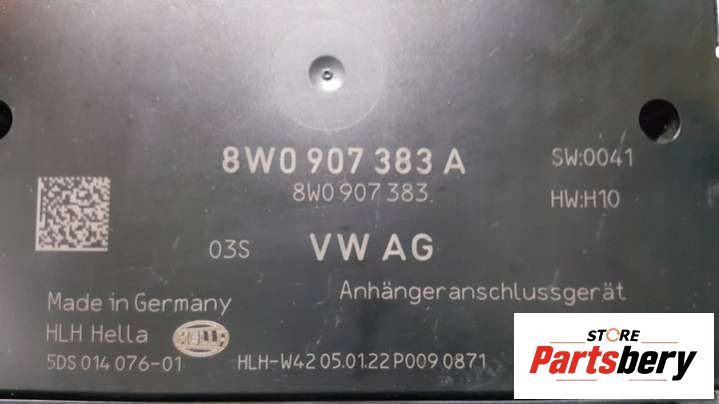 8W0 907 383 A
8W0 907 383
SW:0041
HW:H10
03S
VW AG
Made in Germany
Anhängeranschlussgerät
HLH Hella
HELLA
5DS 014 076-01
HLH-W42 05.01.22 P009 0871
STORE
Partsbery